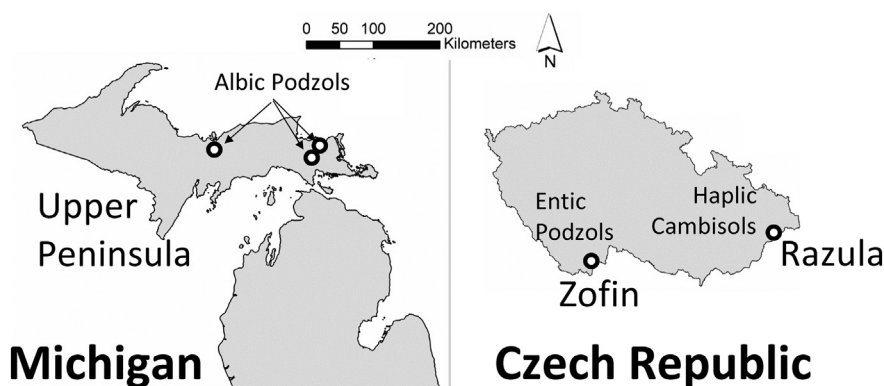 0 50 100 200
Kilometers
N
Albic Podzols
Upper
Peninsula
Michigan
Entic
Podzols
Haplic
Cambisols
Razula
Zofin
Czech Republic